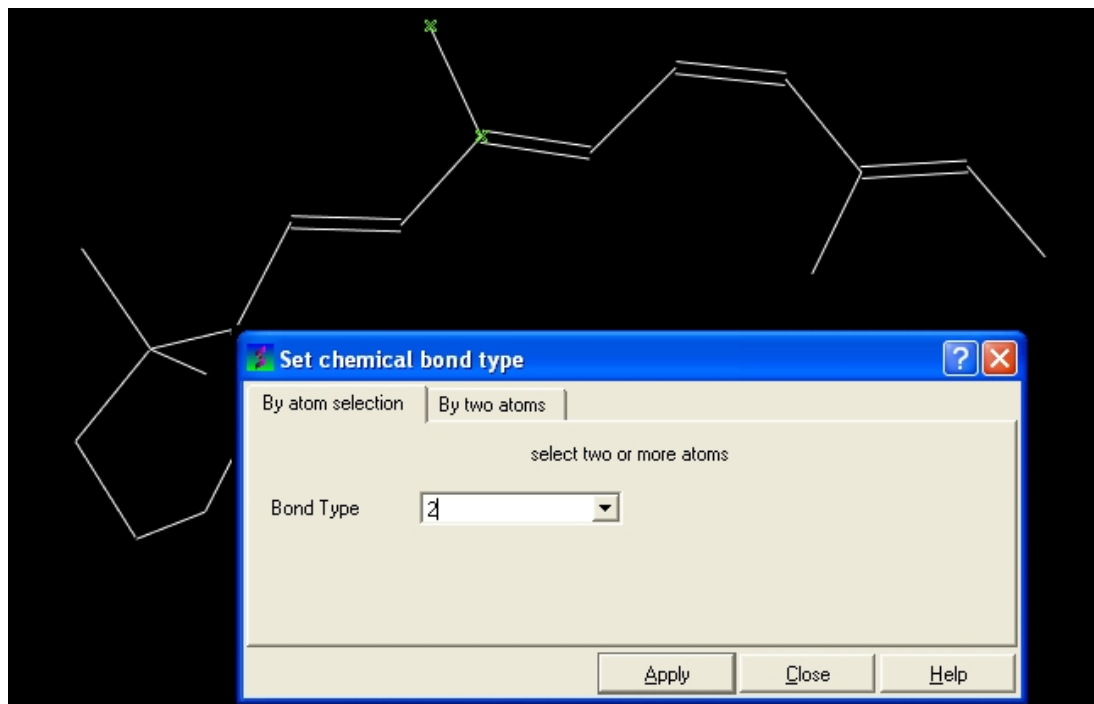 Set chemical bond type
By atom selection By two atoms
select two or more atoms
Bond Type 2
Apply Close Help